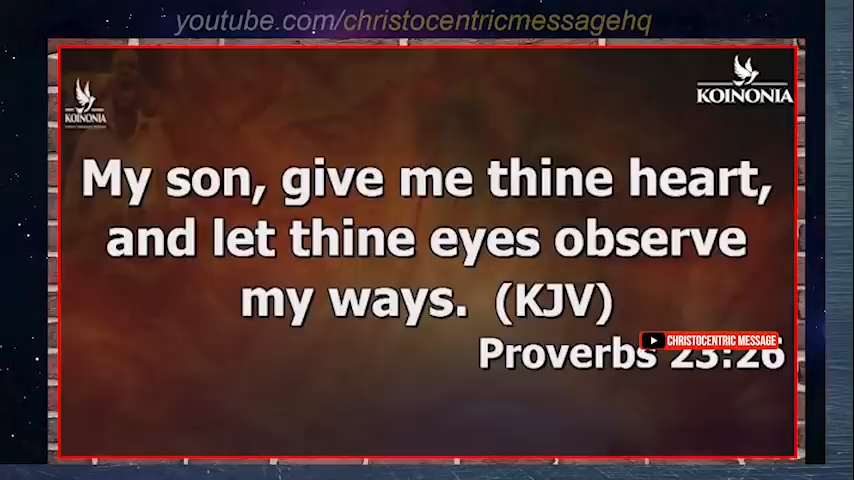 youtube.com/christocentricmessagehq
KOINONIA
KOINONIA
My son, give me thine heart,
and let thine eyes observe
my ways. (KJV)
CHRISTOCENTRIC MESSAGE
Proverbs 23:26